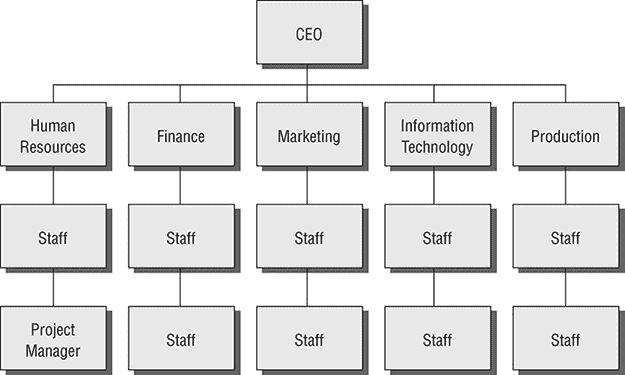 CEO
Human
Resources
Finance
Marketing
Information
Technology
Production
Staff
Staff
Staff
Staff
Staff
Project
Manager
Staff
Staff
Staff
Staff